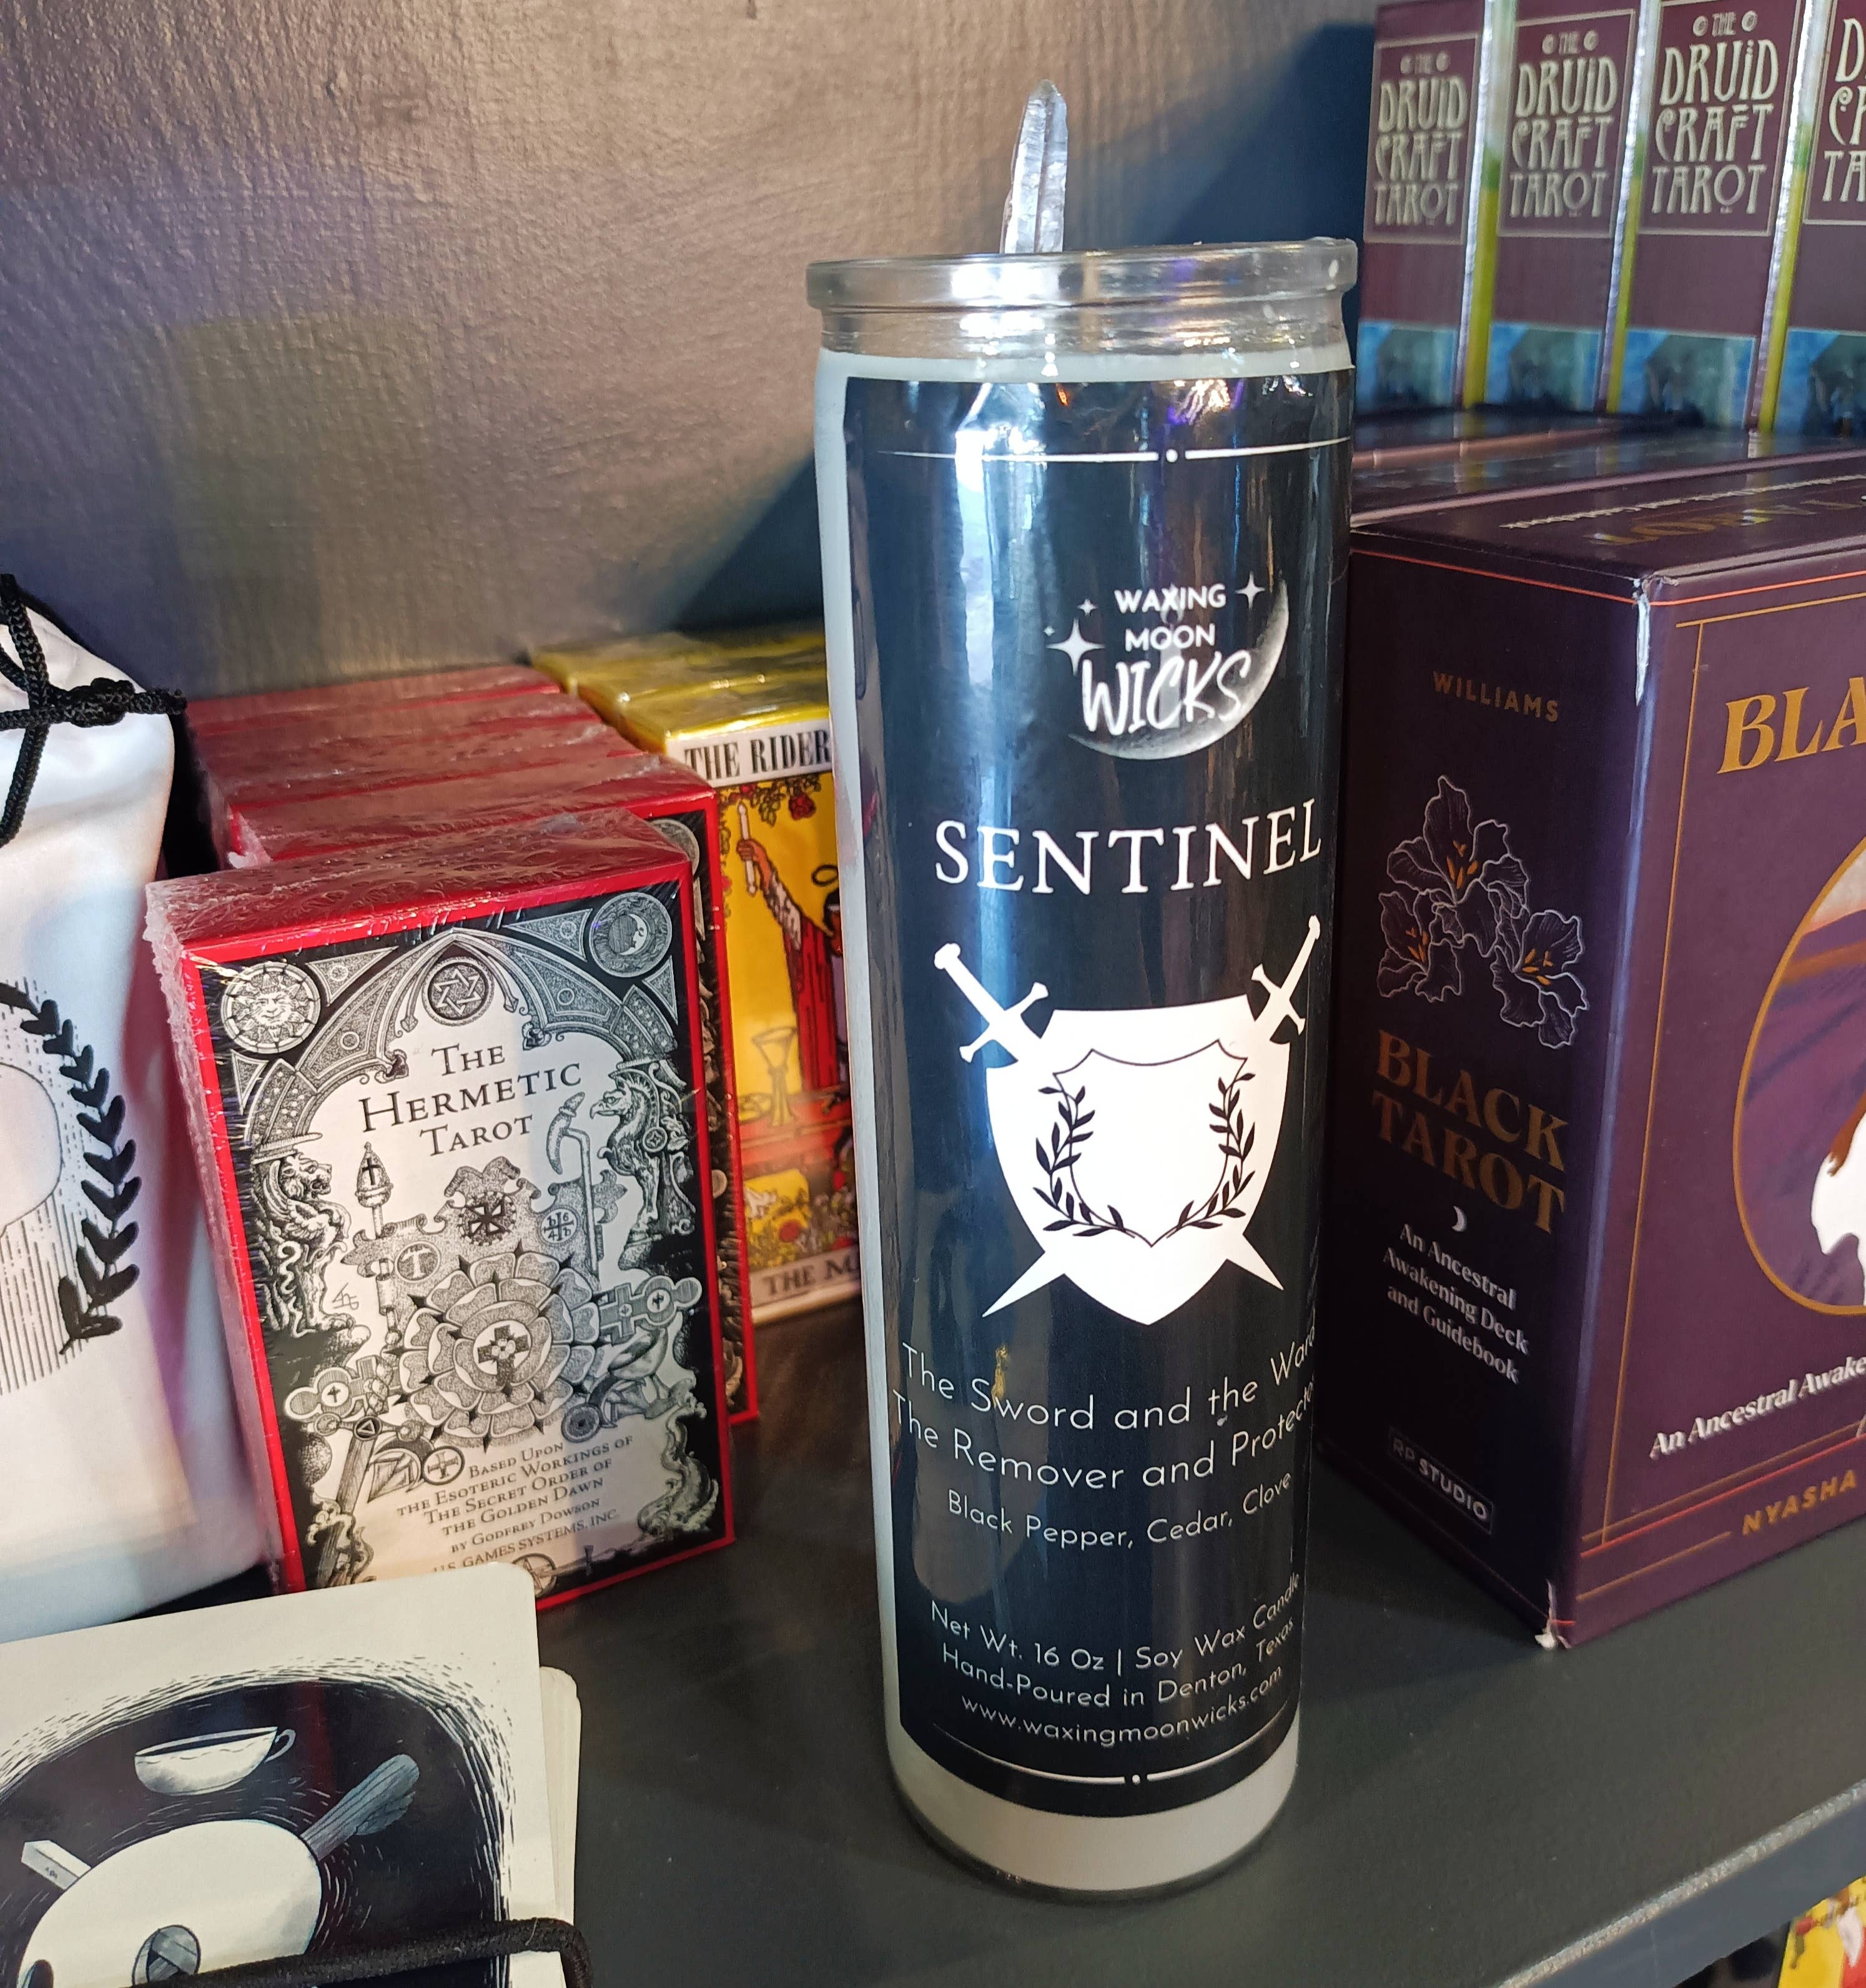 THE
DRUID
CRAFT
TAROT
THE
DRUID
CRAFT
TAROT
THE
DRUID
CRAFT
TAROT
WAXING
MOON
WICKS
SENTINEL
The Sword and the Ward
The Remover and Protector
Black Pepper, Cedar, Clove
Net Wt. 16 Oz | Soy Wax Candle
Hand-Poured in Denton, Texas
www.waxingmoonwicks.com
THE RIDER
THE
HERMETIC
TAROT
BASED UPON
THE ESOTERIC WORKINGS OF
THE SECRET ORDER OF
THE GOLDEN DAWN
BY GODFREY DOWSON
U.S. GAMES SYSTEMS, INC.
WILLIAMS
BLACK
TAROT
An Ancestral
Awakening Deck
and Guidebook
RP STUDIO
BLA
An Ancestral Awake
NYASHA